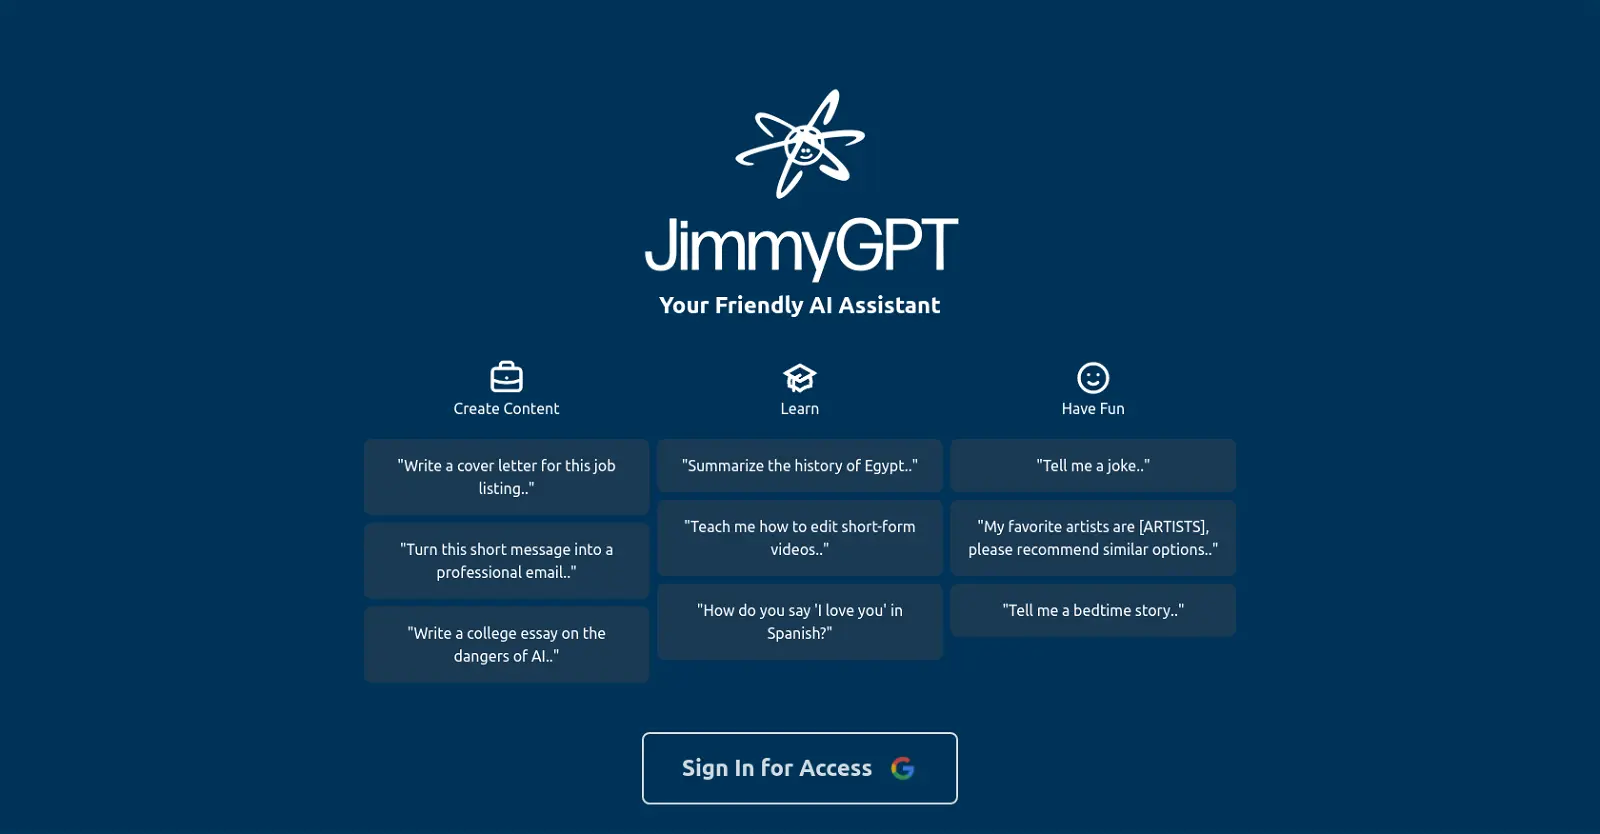 JimmyGPT
Your Friendly AI Assistant
Create Content
"Write a cover letter for this job
listing.."
"Turn this short message into a
professional email.."
"Write a college essay on the
dangers of AI.."
Learn
"Summarize the history of Egypt.."
"Teach me how to edit short-form
videos.."
"How do you say 'I love you' in
Spanish?"
Have Fun
"Tell me a joke.."
"My favorite artists are [ARTISTS],
please recommend similar options.."
"Tell me a bedtime story.."
Sign In for Access